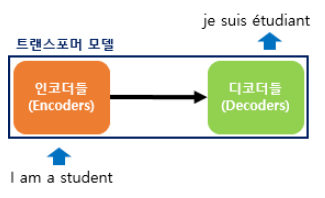 je suis étudiant
트랜스포머 모델
인코더들
(Encoders)
디코더들
(Decoders)
I am a student